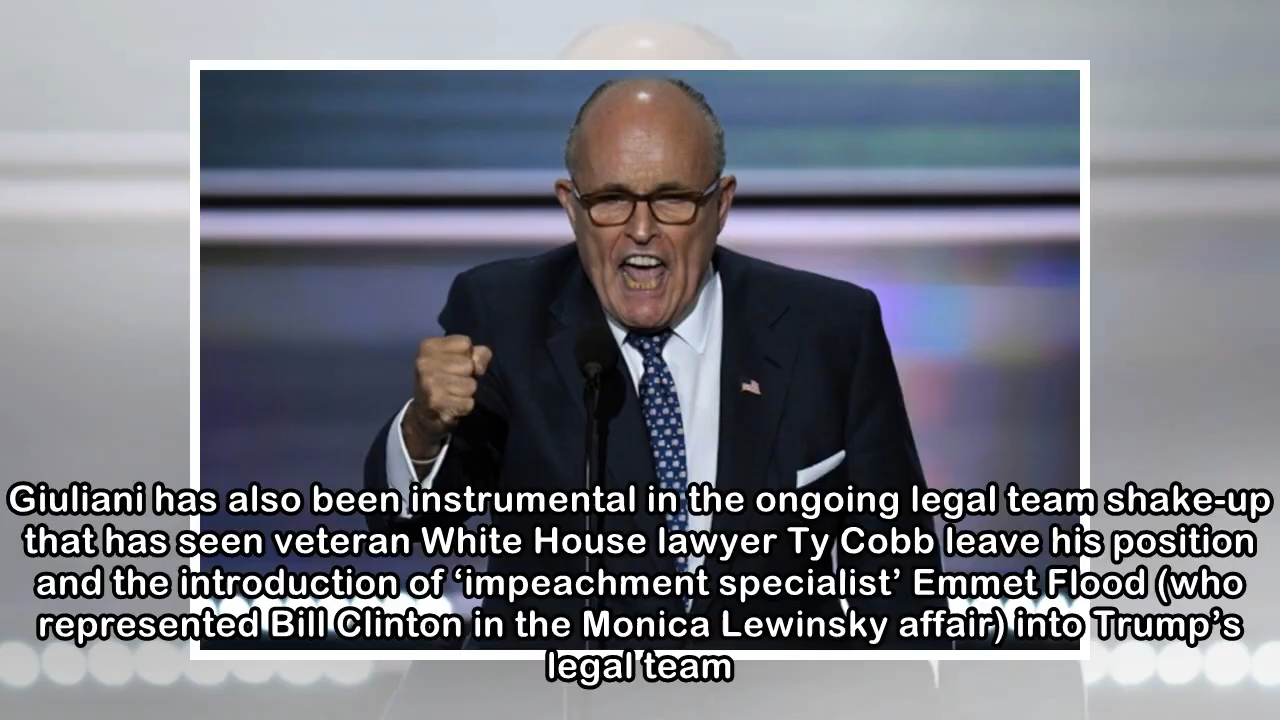 Giuliani has also been instrumental in the ongoing legal team shake-up
that has seen veteran White House lawyer Ty Cobb leave his position
and the introduction of ‘impeachment specialist’ Emmet Flood (who
represented Bill Clinton in the Monica Lewinsky affair) into Trump’s
legal team